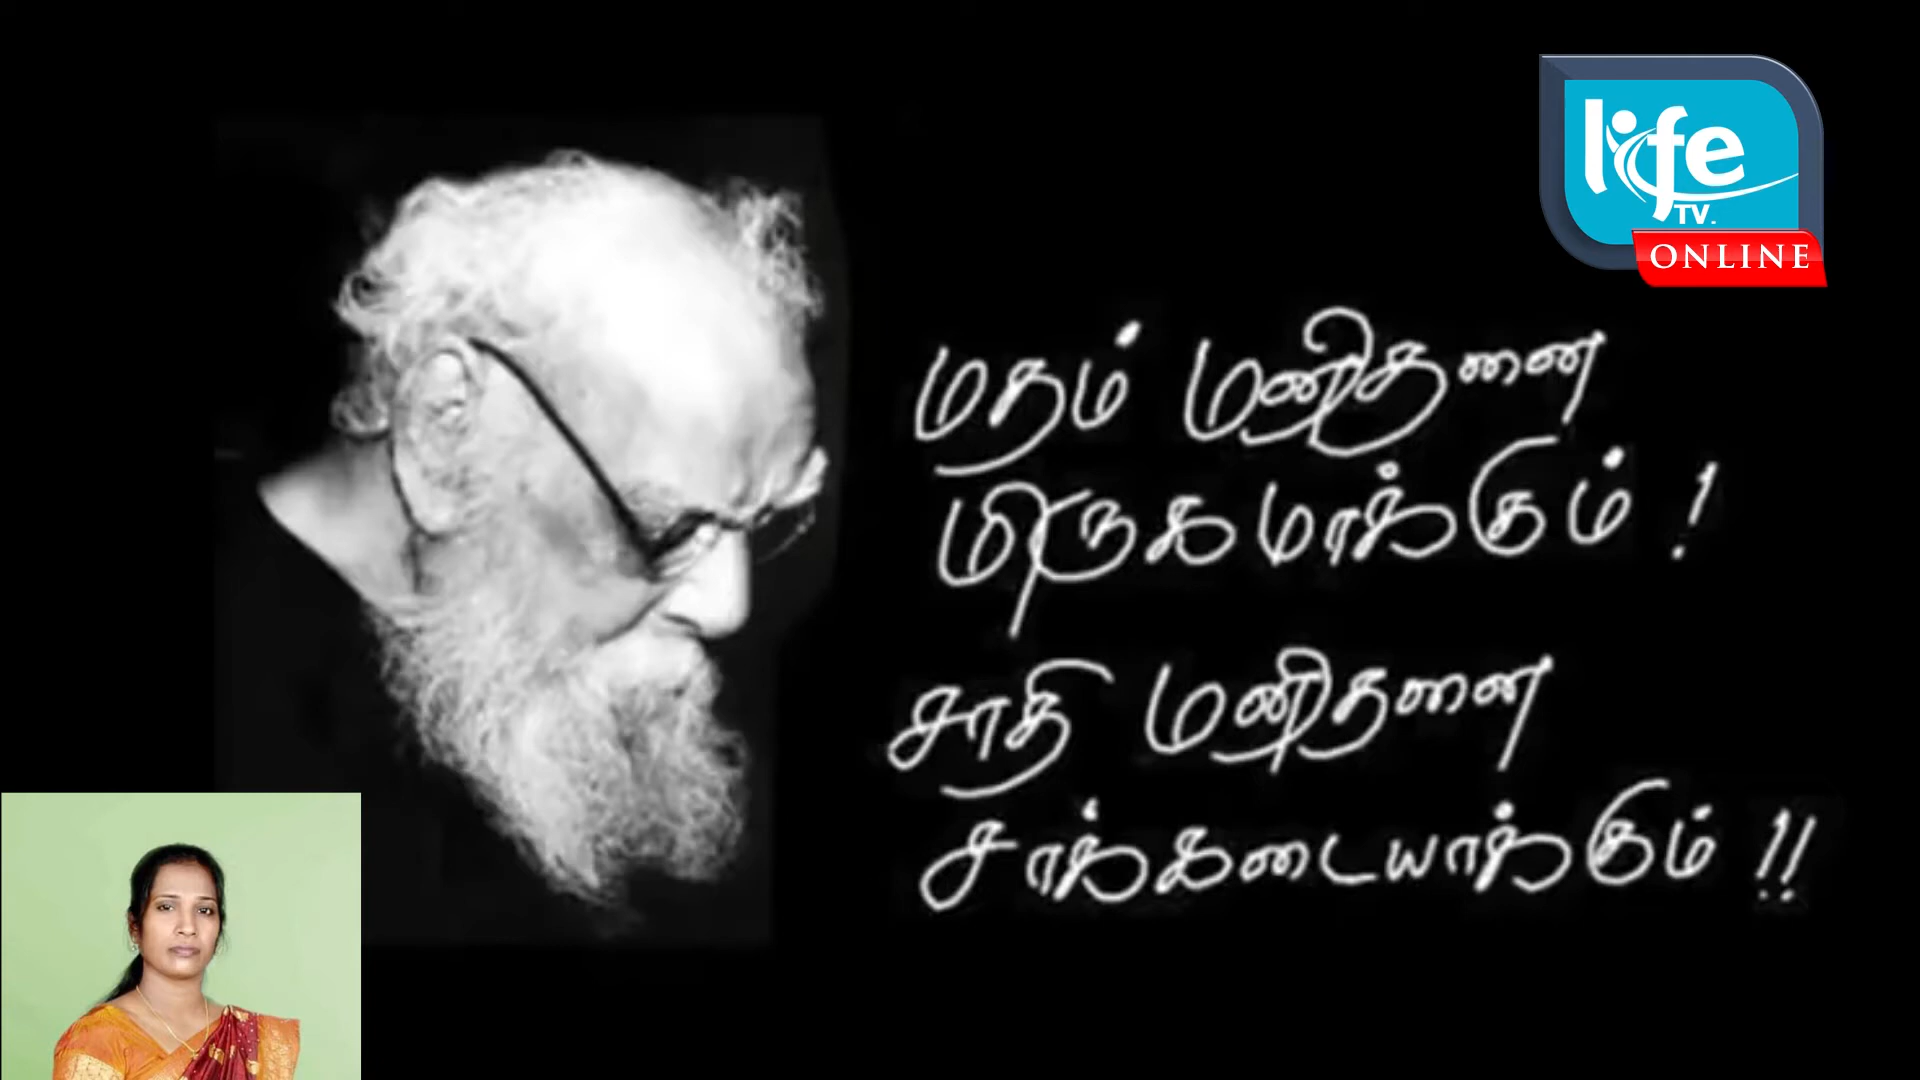 life
TV.
ONLINE
மதம் மனிதனை
மிருகமாக்கும் !
சாதி மனிதனை
சாக்கடையாக்கும் !!